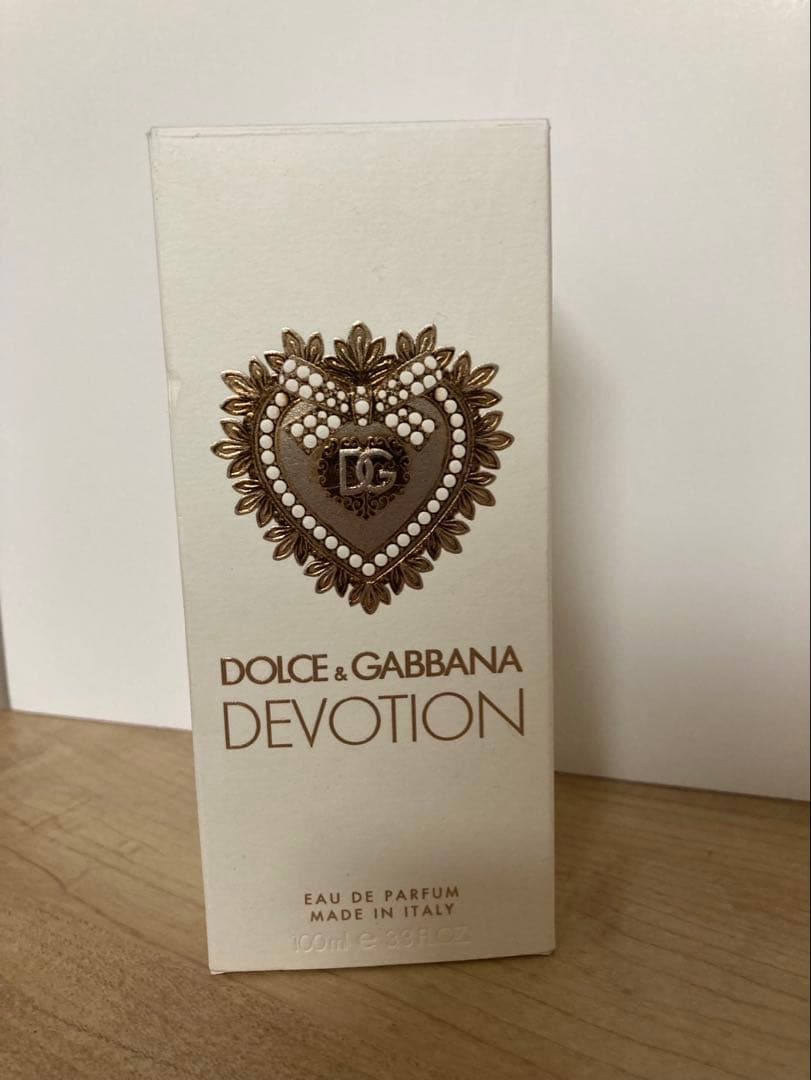 DG
DOLCE & GABBANA
DEVOTION
EAU DE PARFUM
MADE IN ITALY
100ml e 3.3 FL.OZ